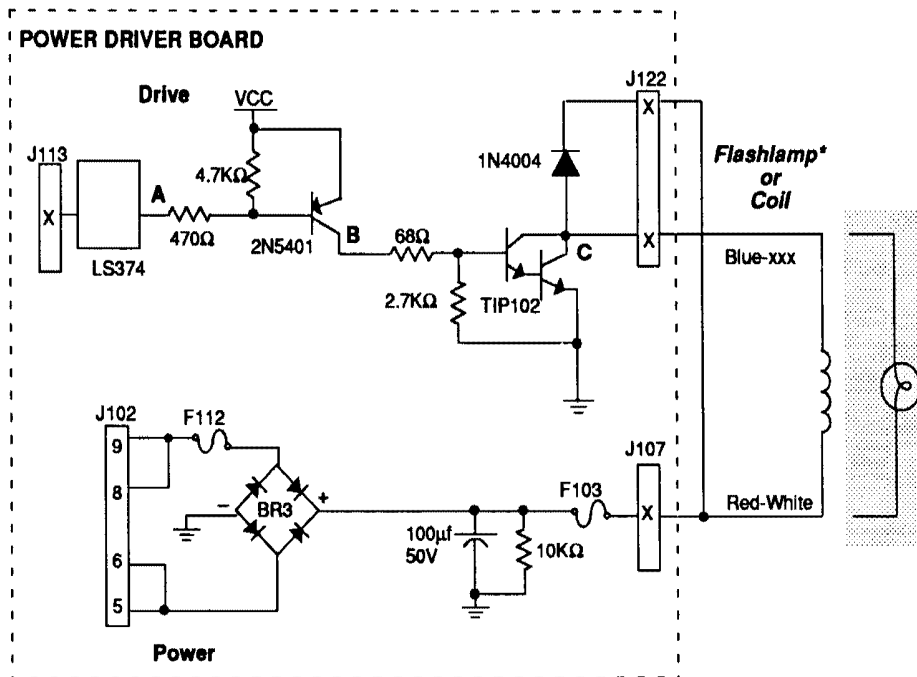 POWER DRIVER BOARD
Drive
VCC
J122
X
J113
X
LS374
A
4.7KΩ
470Ω
2N5401
B
68Ω
2.7KΩ
1N4004
TIP102
C
X
Flashlamp*
or
Coil
Blue-xxx
J102
9
8
6
5
F112
BR3
–
+
100µf
50V
10KΩ
F103
J107
X
Red-White
Power